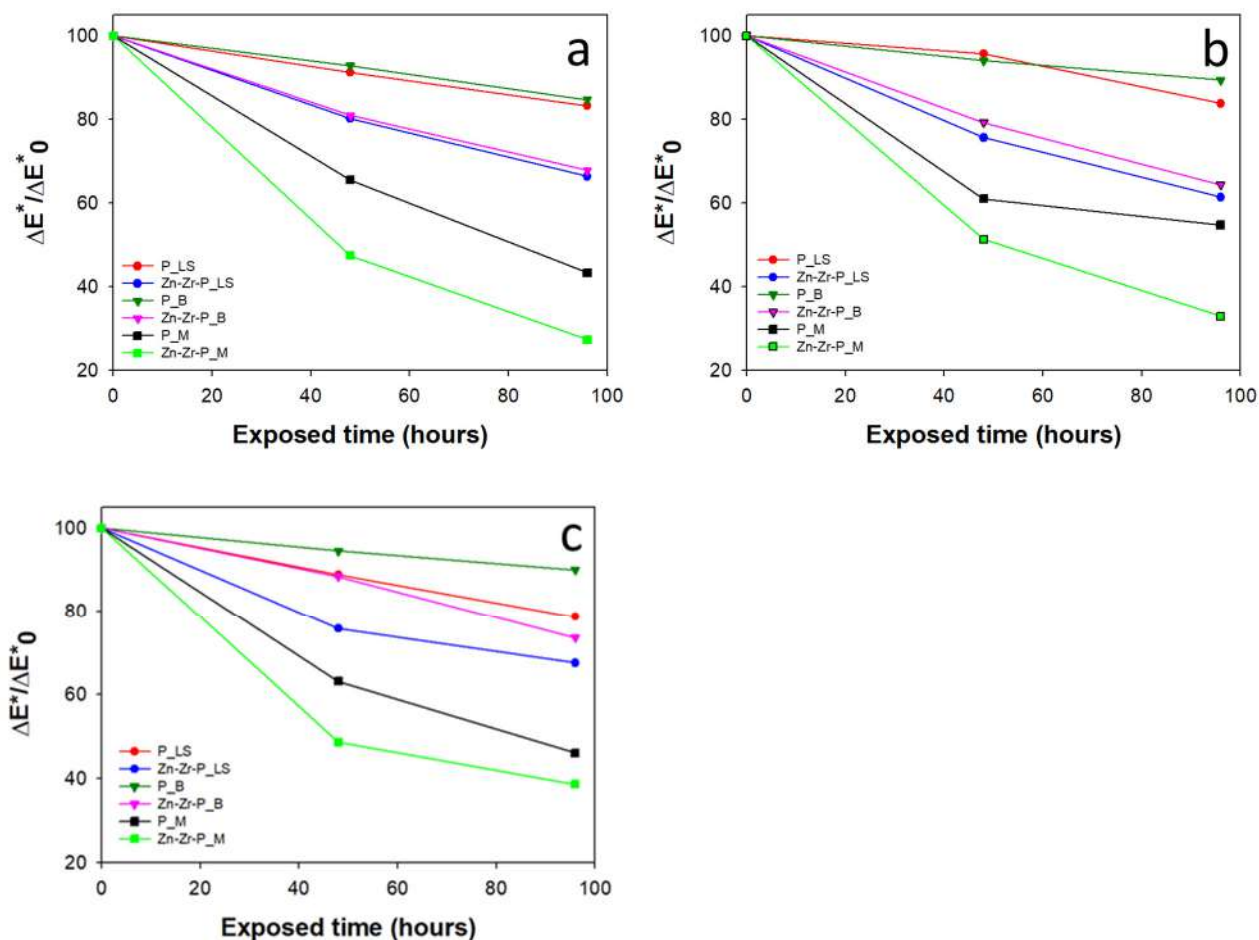 a
100
80
60
40
20
ΔE*/ΔE*0
P_LS
Zn-Zr-P_LS
P_B
Zn-Zr-P_B
P_M
Zn-Zr-P_M
0 20 40 60 80 100
Exposed time (hours)
b
100
80
60
40
20
ΔE*/ΔE*0
P_LS
Zn-Zr-P_LS
P_B
Zn-Zr-P_B
P_M
Zn-Zr-P_M
0 20 40 60 80 100
Exposed time (hours)
c
100
80
60
40
20
ΔE*/ΔE*0
P_LS
Zn-Zr-P_LS
P_B
Zn-Zr-P_B
P_M
Zn-Zr-P_M
0 20 40 60 80 100
Exposed time (hours)